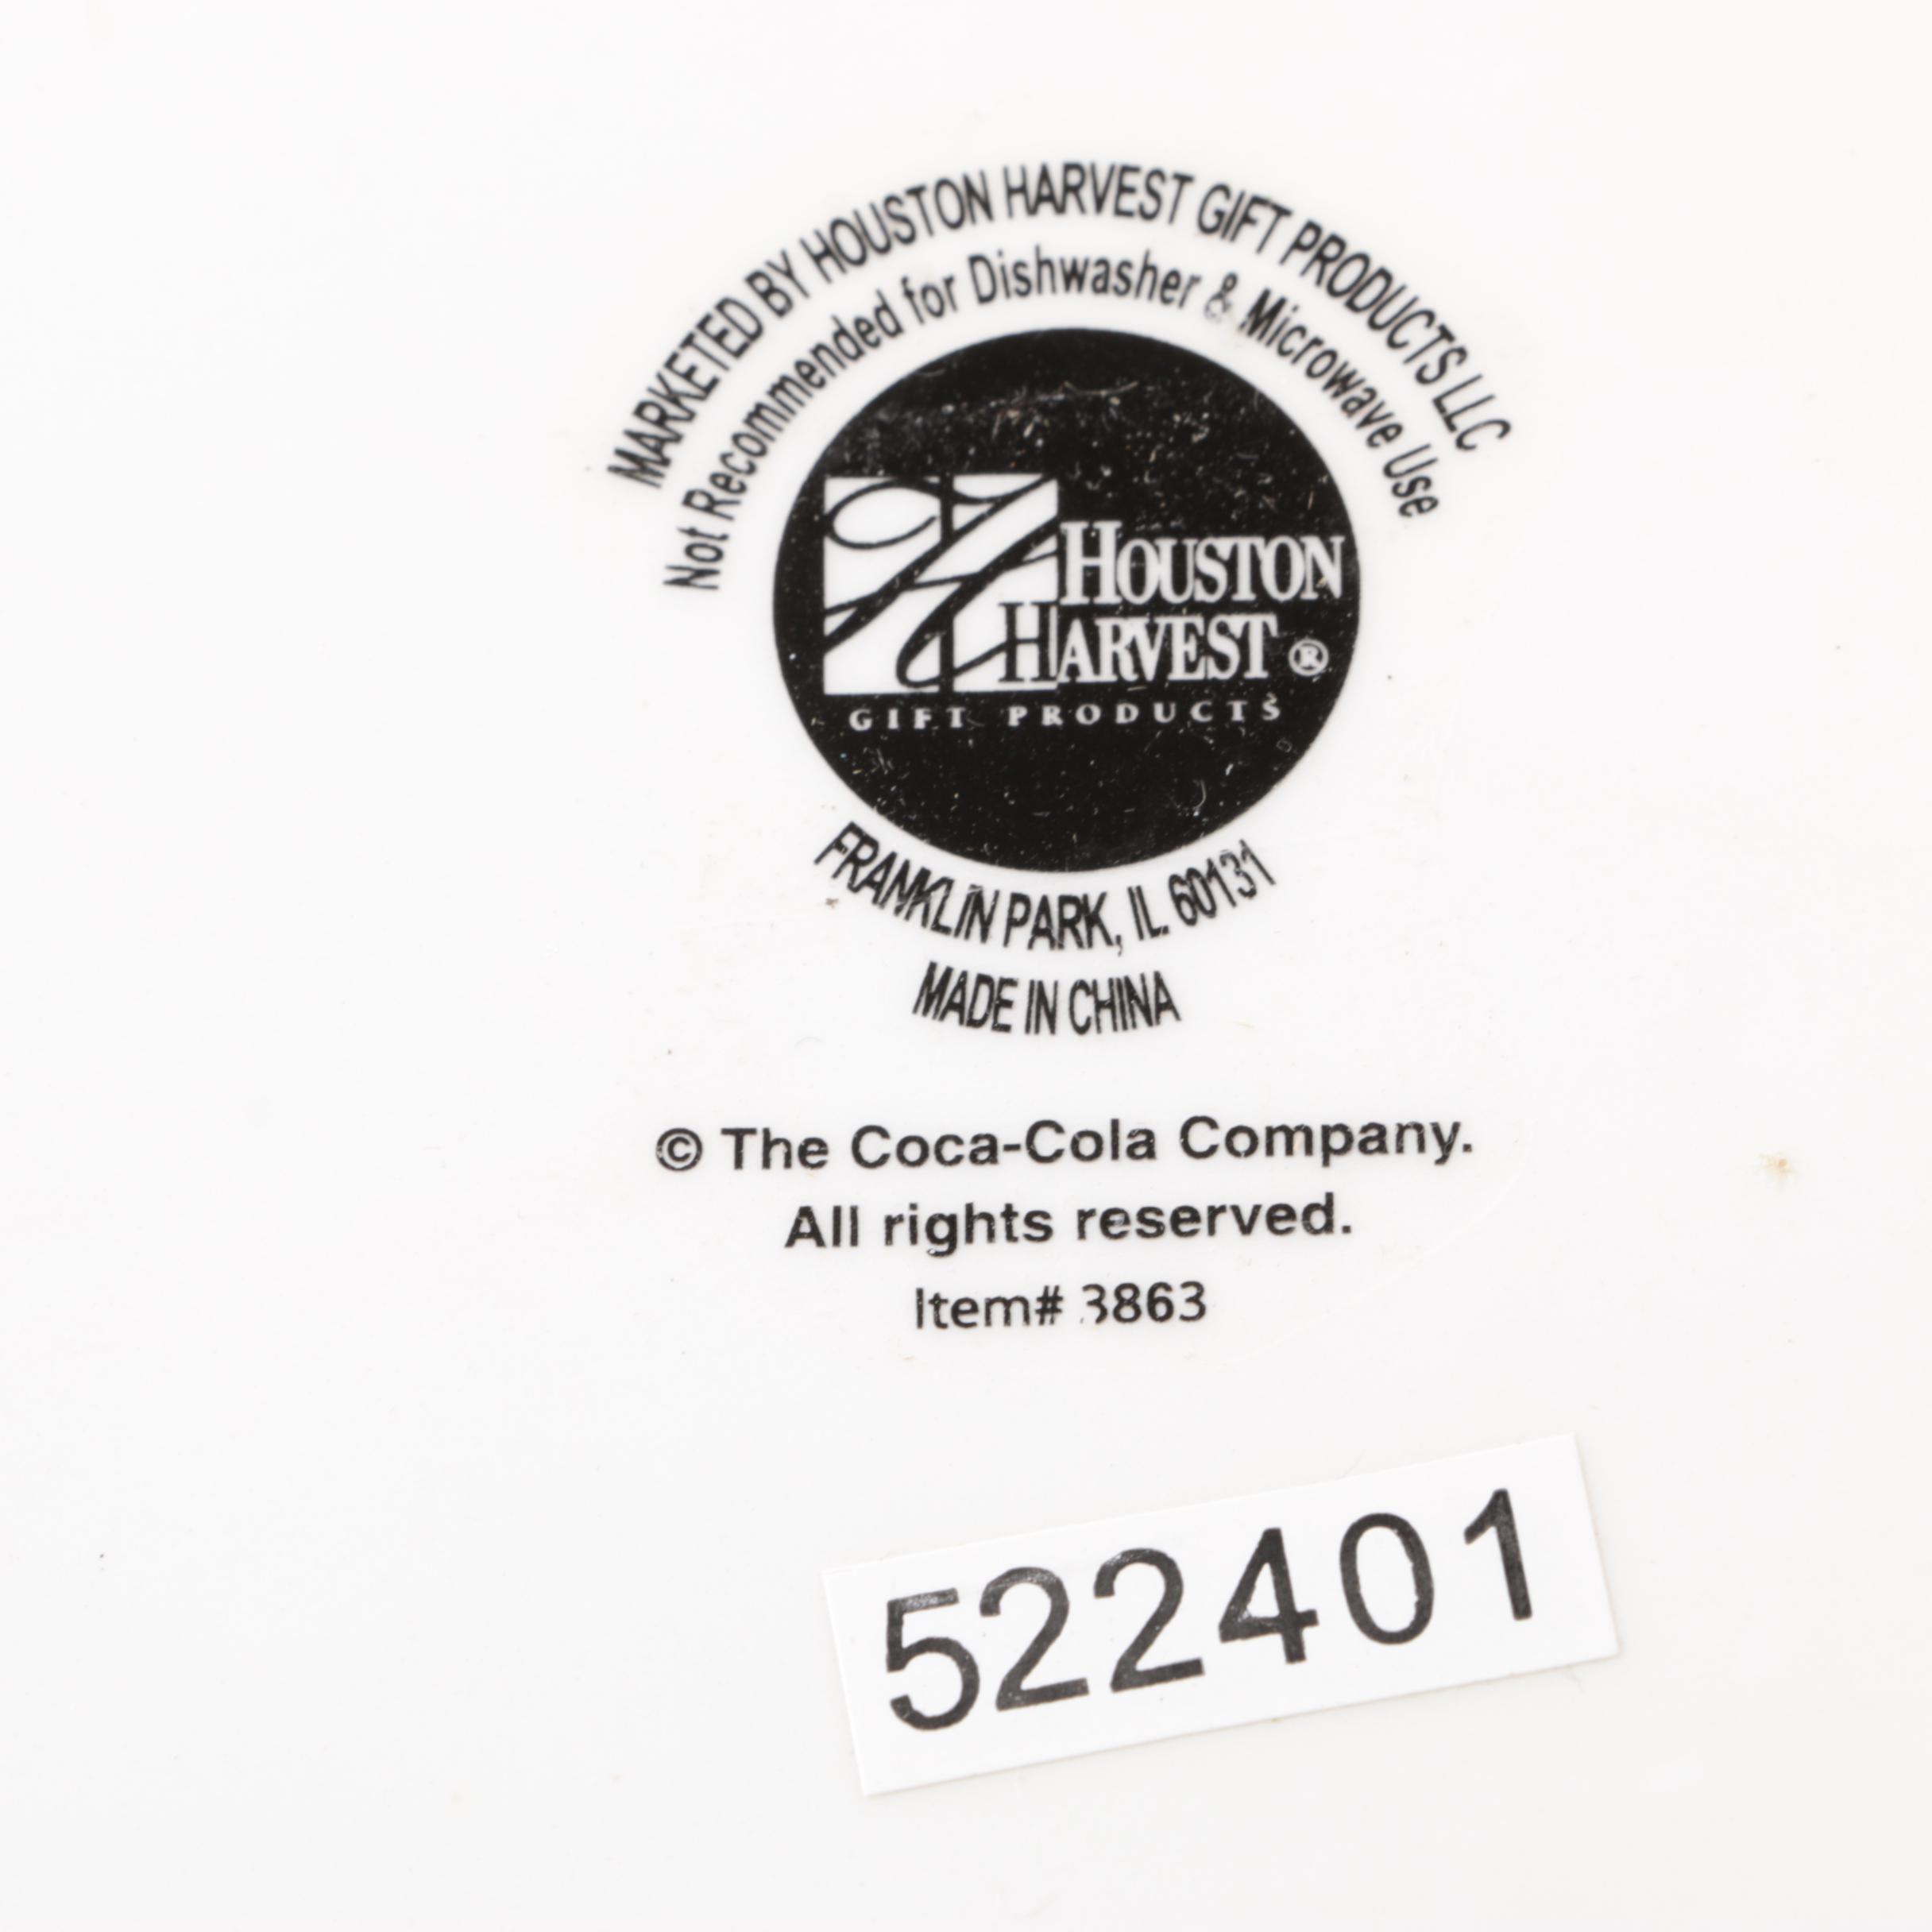 MARKETED BY HOUSTON HARVEST GIFT PRODUCTS LLC
Not Recommended for Dishwasher & Microwave Use
HOUSTON
HARVEST ®
GIFT PRODUCTS
FRANKLIN PARK, IL 60131
MADE IN CHINA
© The Coca-Cola Company.
All rights reserved.
Item# 3863
522401